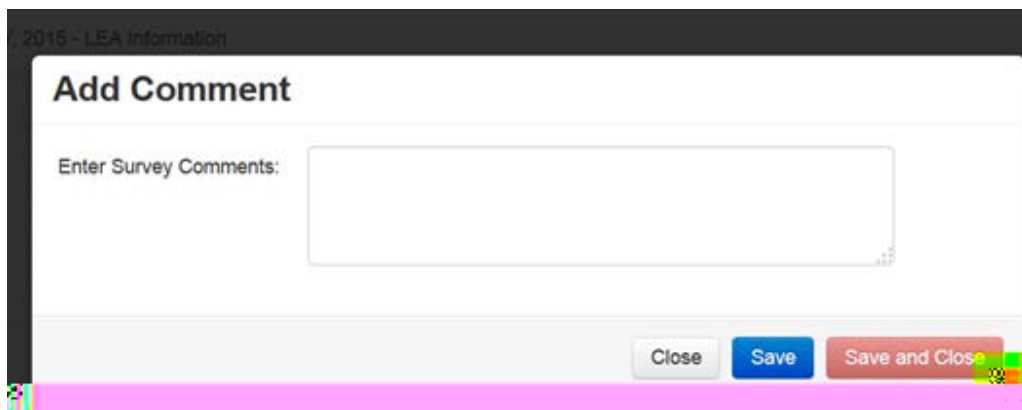 , 2015 - LEA Information
Add Comment
Enter Survey Comments:
Close Save Save and Close